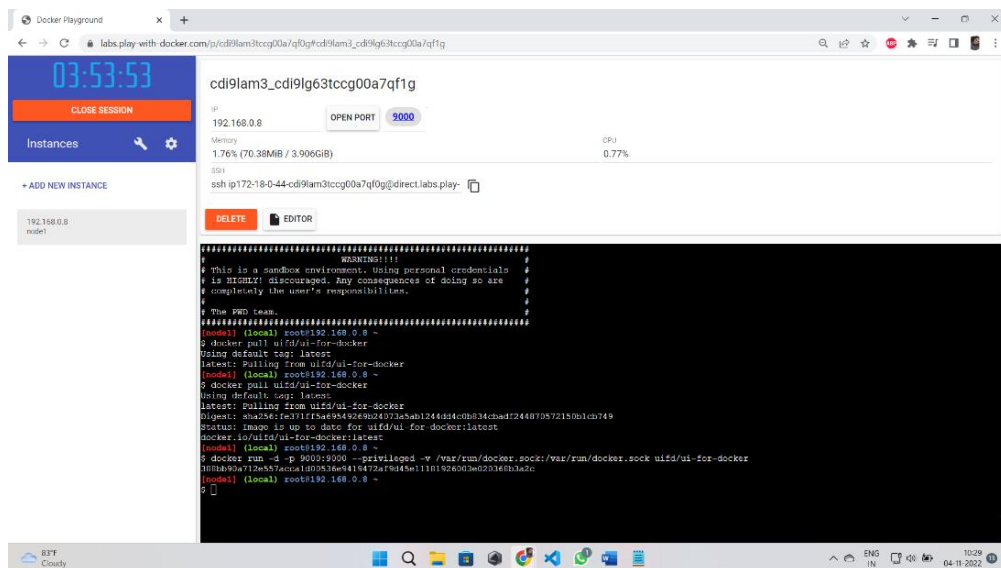 Docker Playground
labs.play-with-docker.com/p/cdi9lam3tccg00a7qf0g#cdi9lam3_cdi9lg63tccg00a7qf1g
03:53:53
CLOSE SESSION
Instances
+ ADD NEW INSTANCE
192.168.0.8
node1
cdi9lam3_cdi9lg63tccg00a7qf1g
IP
192.168.0.8
OPEN PORT
9000
Memory
1.76% (70.38MiB / 3.906GiB)
CPU
0.77%
SSH
ssh ip172-18-0-44-cdi9lam3tccg00a7qf0g@direct.labs.play-
DELETE
EDITOR
################################################################
# WARNING!!!! #
# This is a sandbox environment. Using personal credentials #
# is HIGHLY! discouraged. Any consequences of doing so are #
# completely the user's responsibilites. #
# #
# The PWD team. #
################################################################
[node1] (local) root@192.168.0.8 ~
$ docker pull uifd/ui-for-docker
Using default tag: latest
latest: Pulling from uifd/ui-for-docker
[node1] (local) root@192.168.0.8 ~
$ docker pull uifd/ui-for-docker
Using default tag: latest
latest: Pulling from uifd/ui-for-docker
Digest: sha256:fe371ff5a69549269b24073a5ab1244dd4c0b834cbadf244870572150b1cb749
Status: Image is up to date for uifd/ui-for-docker:latest
docker.io/uifd/ui-for-docker:latest
[node1] (local) root@192.168.0.8 ~
$ docker run -d -p 9000:9000 --privileged -v /var/run/docker.sock:/var/run/docker.sock uifd/ui-for-docker
[node1] (local) root@192.168.0.8 ~
$
83°F
Cloudy
ENG
IN
10:29
04-11-2022